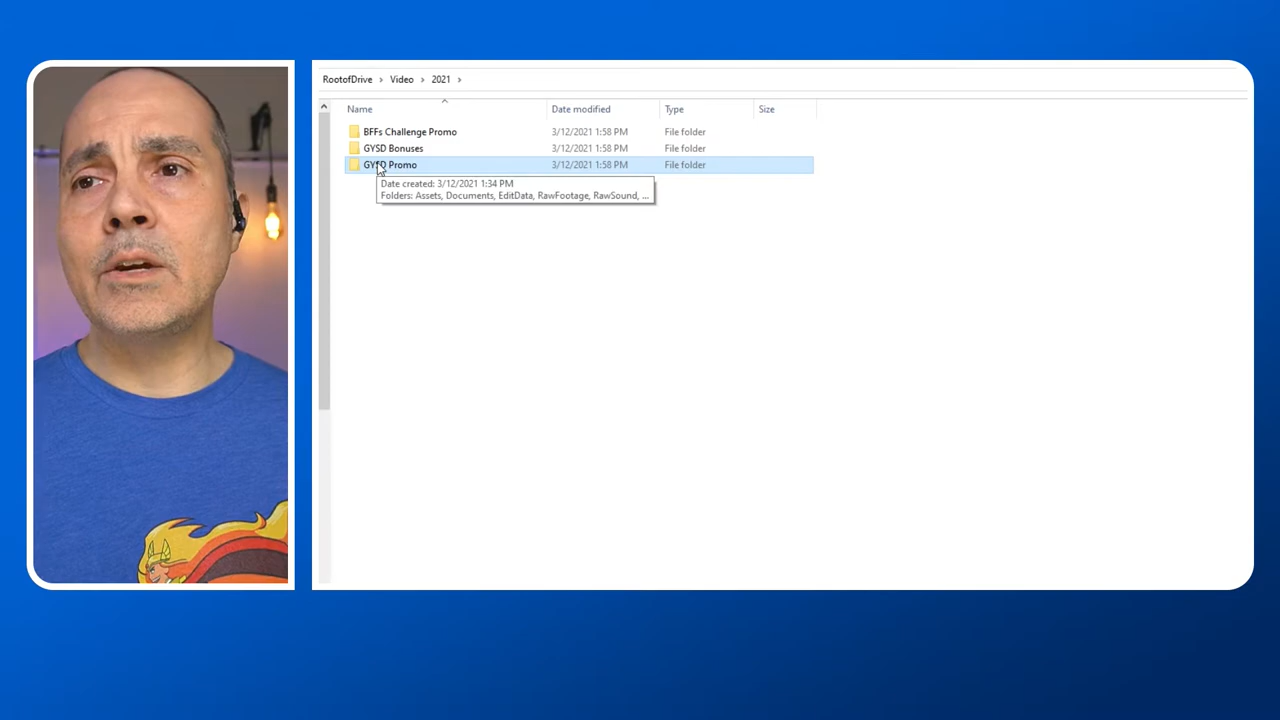 RootofDrive > Video > 2021 >
Name Date modified Type Size
BFFs Challenge Promo 3/12/2021 1:58 PM File folder
GYSD Bonuses 3/12/2021 1:58 PM File folder
GYSD Promo 3/12/2021 1:58 PM File folder
Date created: 3/12/2021 1:34 PM
Folders: Assets, Documents, EditData, RawFootage, RawSound, ...